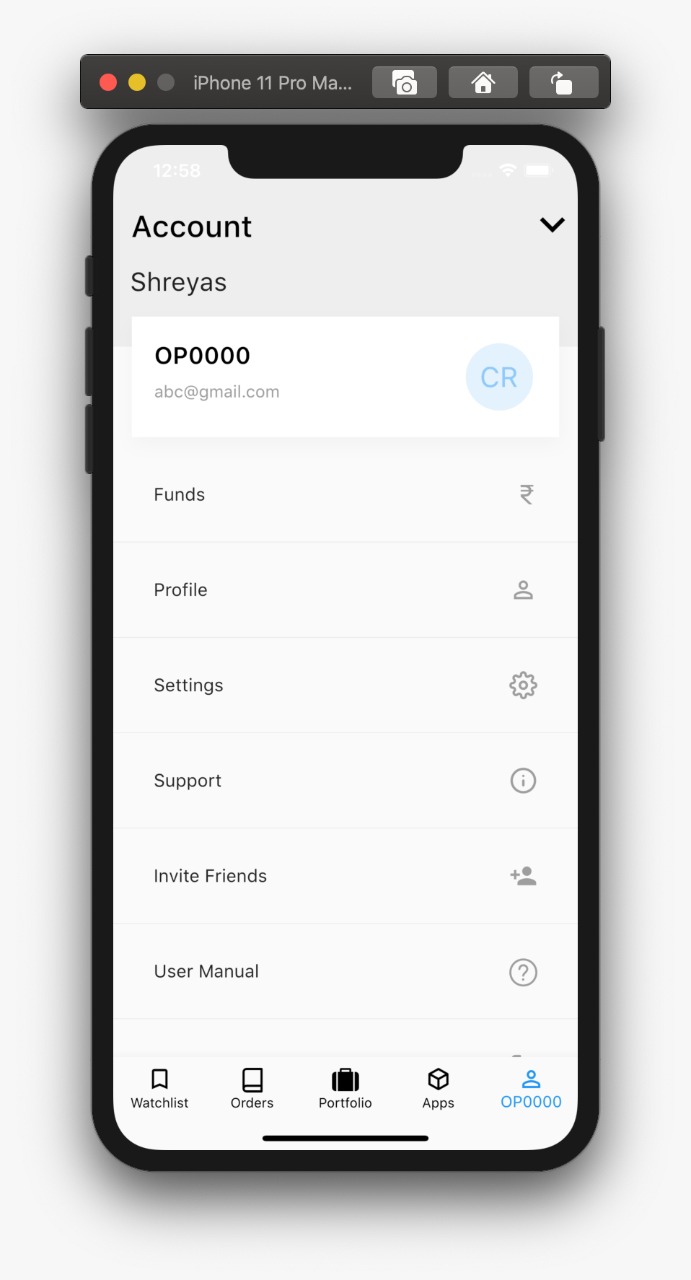 iPhone 11 Pro Ma...
12:58
Account
Shreyas
OP0000
abc@gmail.com
CR
Funds
₹
Profile
Settings
Support
Invite Friends
User Manual
Watchlist
Orders
Portfolio
Apps
OP0000